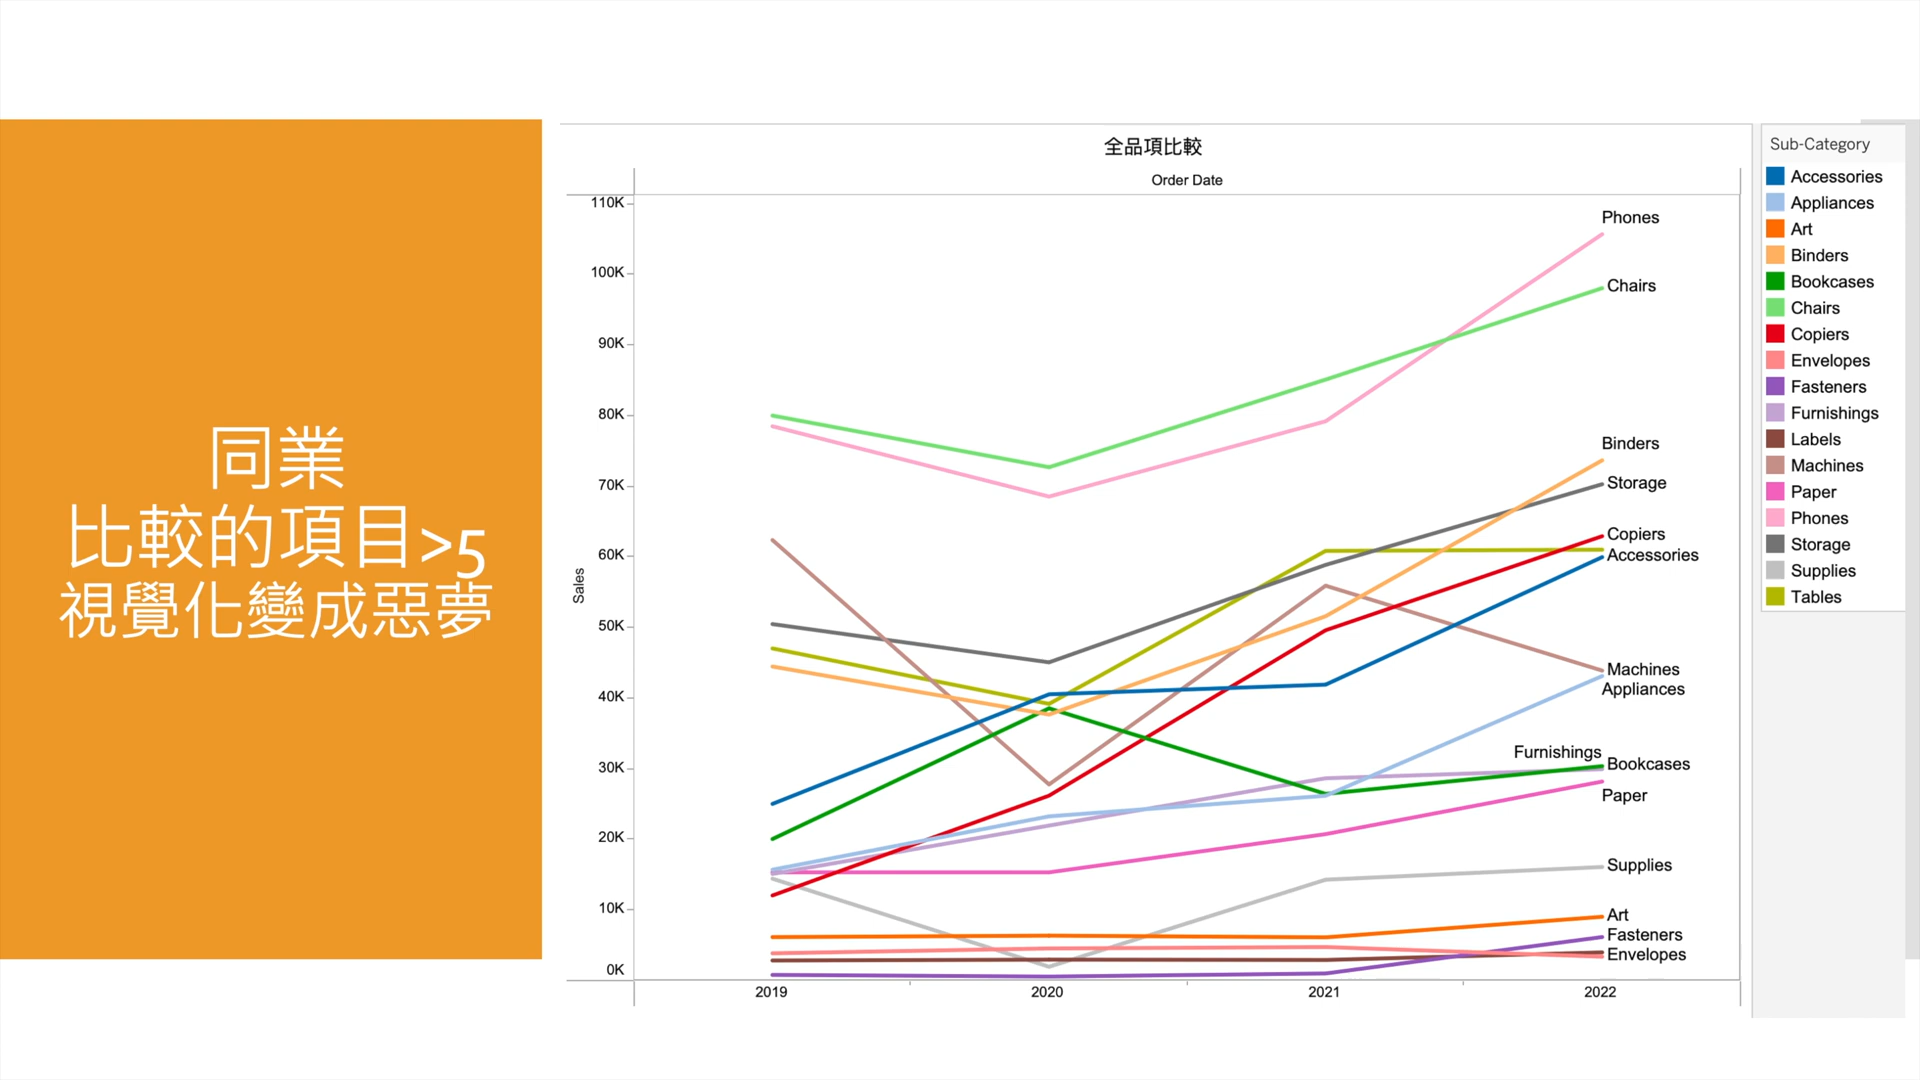 同業
比較的項目>5
視覺化變成惡夢
全品項比較
Order Date
110K
100K
90K
80K
70K
60K
50K
40K
30K
20K
10K
0K
Sales
Phones
Chairs
Binders
Storage
Copiers
Accessories
Machines
Appliances
Furnishings
Bookcases
Paper
Supplies
Art
Fasteners
Envelopes
2019 2020 2021 2022
Sub-Category
Accessories
Appliances
Art
Binders
Bookcases
Chairs
Copiers
Envelopes
Fasteners
Furnishings
Labels
Machines
Paper
Phones
Storage
Supplies
Tables